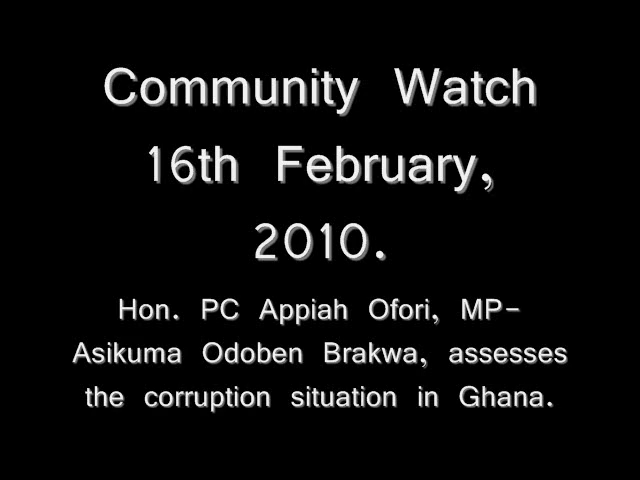 Community Watch
16th February,
2010.
Hon. PC Appiah Ofori, MP-
Asikuma Odoben Brakwa, assesses
the corruption situation in Ghana.